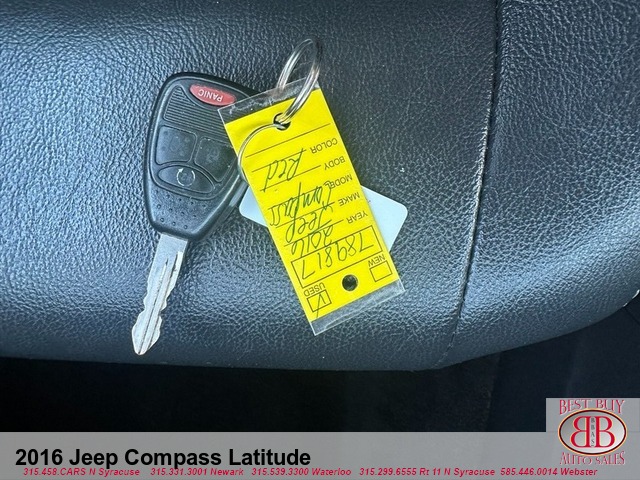 PANIC
NEW
USED
789817
YEAR 2016
MAKE Jeep
MODEL Compass
BODY
COLOR Red
BEST BUY
BB
AUTO SALES
2016 Jeep Compass Latitude
315.458.CARS N Syracuse 315.331.3001 Newark 315.539.3300 Waterloo 315.299.6555 Rt 11 N Syracuse 585.446.0014 Webster